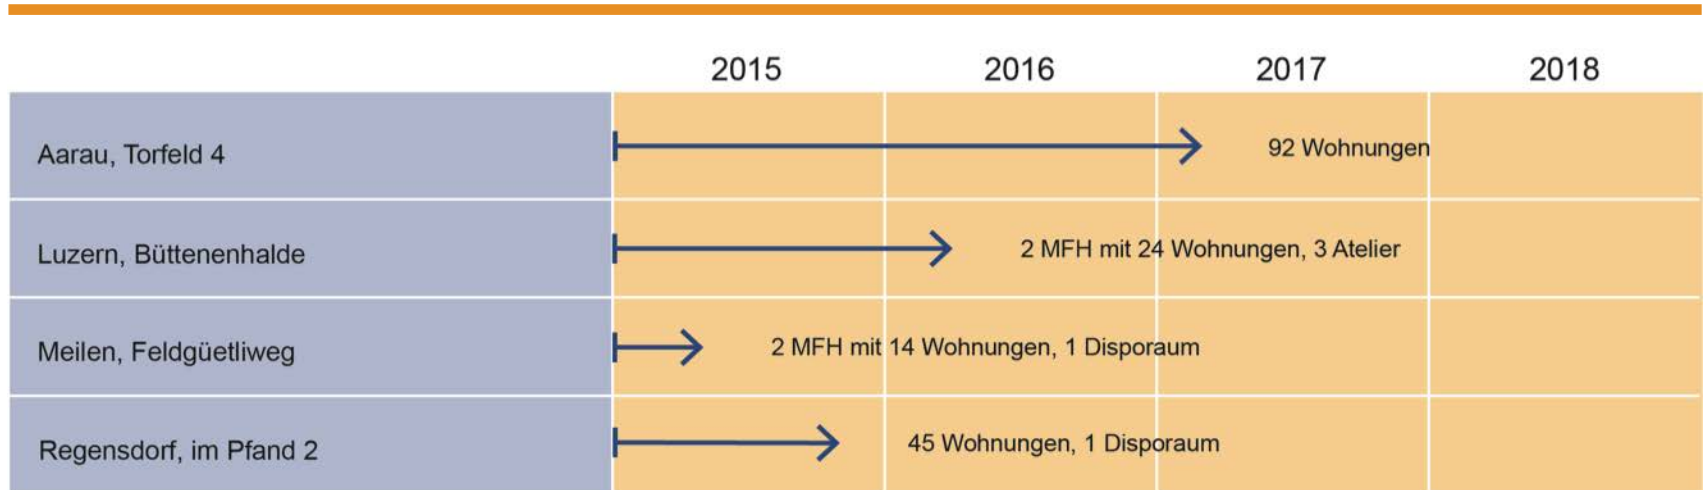 2015 2016 2017 2018
Aarau, Torfeld 4 92 Wohnungen
Luzern, Büttenenhalde 2 MFH mit 24 Wohnungen, 3 Atelier
Meilen, Feldgüetliweg 2 MFH mit 14 Wohnungen, 1 Disporaum
Regensdorf, im Pfand 2 45 Wohnungen, 1 Disporaum